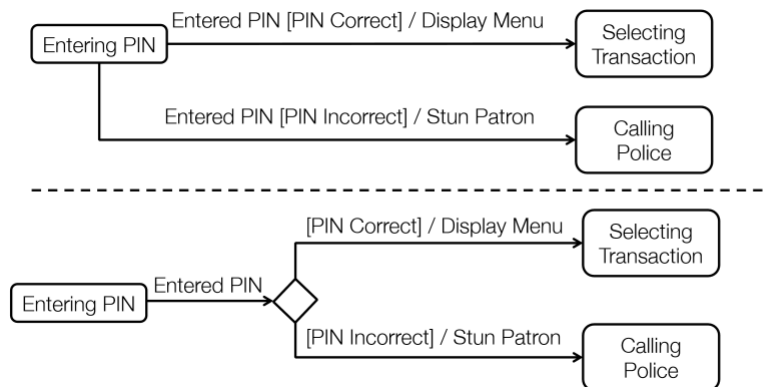 Entered PIN [PIN Correct] / Display Menu
Entering PIN
Selecting
Transaction
Entered PIN [PIN Incorrect] / Stun Patron
Calling
Police
[PIN Correct] / Display Menu
Selecting
Transaction
Entered PIN
Entering PIN
[PIN Incorrect] / Stun Patron
Calling
Police